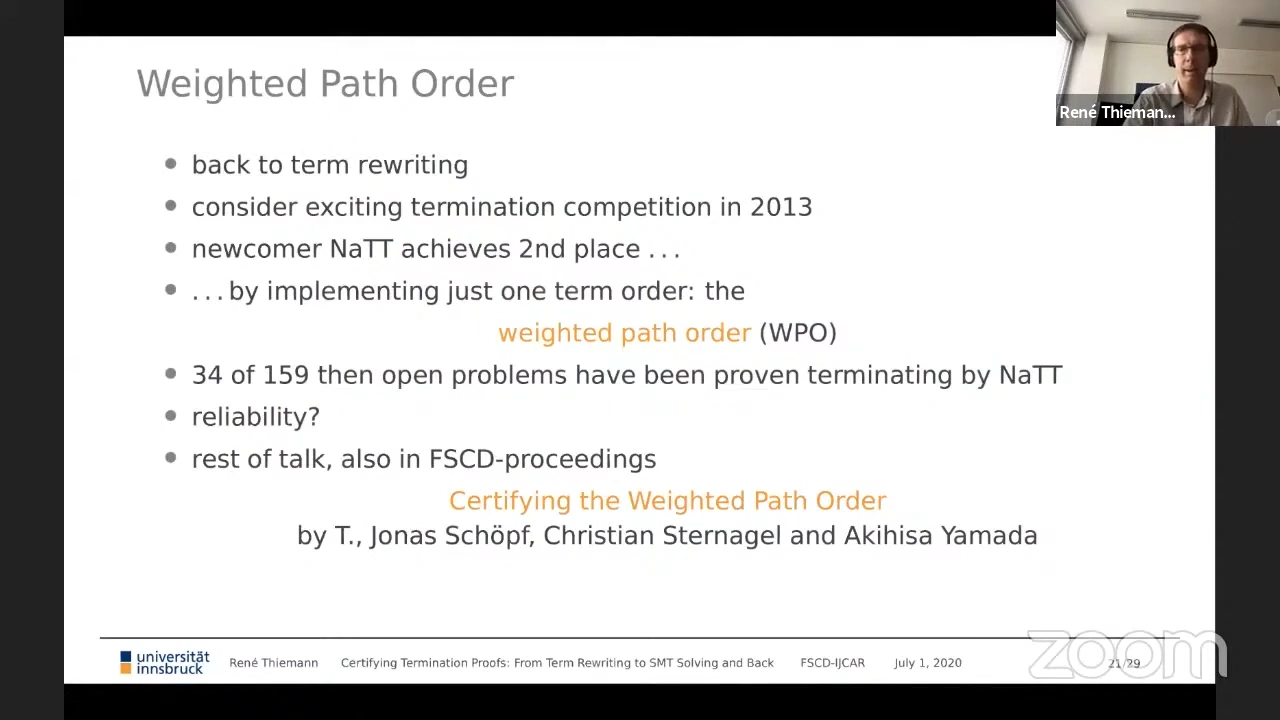 Weighted Path Order
René Thieman...
• back to term rewriting
• consider exciting termination competition in 2013
• newcomer NaTT achieves 2nd place . . .
• . . . by implementing just one term order: the
weighted path order (WPO)
• 34 of 159 then open problems have been proven terminating by NaTT
• reliability?
• rest of talk, also in FSCD-proceedings
Certifying the Weighted Path Order
by T., Jonas Schöpf, Christian Sternagel and Akihisa Yamada
universität
innsbruck
René Thiemann Certifying Termination Proofs: From Term Rewriting to SMT Solving and Back FSCD-IJCAR July 1, 2020 21/29
zoom